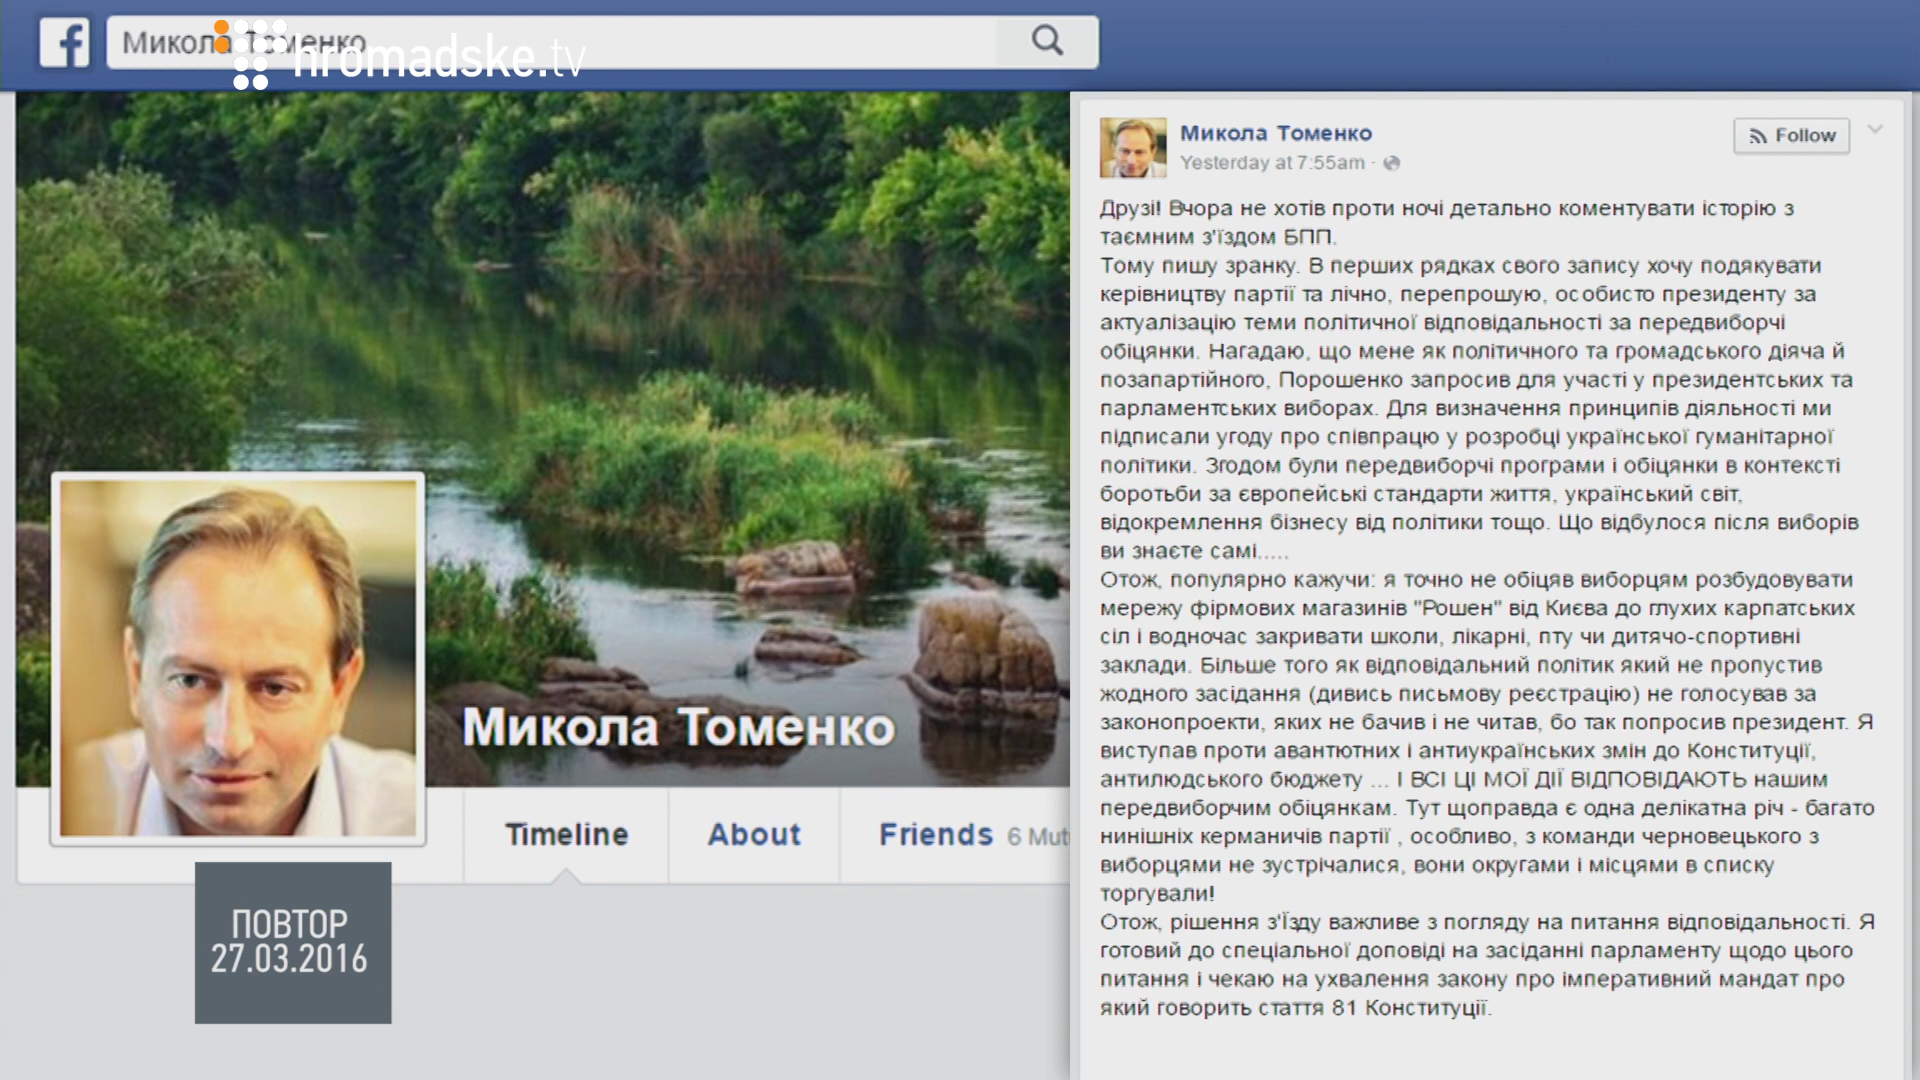 Микола Томенко
hromadske.tv
Микола Томенко
Timeline
About
Friends 6 Mut
ПОВТОР
27.03.2016
Микола Томенко
Yesterday at 7:55am ·
Follow
Друзі! Вчора не хотів проти ночі детально коментувати історію з
таємним з'їздом БПП.
Тому пишу зранку. В перших рядках свого запису хочу подякувати
керівництву партії та лічно, перепрошую, особисто президенту за
актуалізацію теми політичної відповідальності за передвиборчі
обіцянки. Нагадаю, що мене як політичного та громадського діяча й
позапартійного, Порошенко запросив для участі у президентських та
парламентських виборах. Для визначення принципів діяльності ми
підписали угоду про співпрацю у розробці української гуманітарної
політики. Згодом були передвиборчі програми і обіцянки в контексті
боротьби за європейські стандарти життя, український світ,
відокремлення бізнесу від політики тощо. Що відбулося після виборів
ви знаєте самі.....
Отож, популярно кажучи: я точно не обіцяв виборцям розбудовувати
мережу фірмових магазинів "Рошен" від Києва до глухих карпатських
сіл і водночас закривати школи, лікарні, пту чи дитячо-спортивні
заклади. Більше того як відповідальний політик який не пропустив
жодного засідання (дивись письмову реєстрацію) не голосував за
законопроекти, яких не бачив і не читав, бо так попросив президент. Я
виступав проти авантютних і антиукраїнських змін до Конституції,
антилюдського бюджету ... І ВСІ ЦІ МОЇ ДІЇ ВІДПОВІДАЮТЬ нашим
передвиборчим обіцянкам. Тут щоправда є одна делікатна річ - багато
нинішніх керманичів партії , особливо, з команди черновецького з
виборцями не зустрічалися, вони округами і місцями в списку
торгували!
Отож, рішення з'їзду важливе з погляду на питання відповідальності. Я
готовий до спеціальної доповіді на засіданні парламенту щодо цього
питання і чекаю на ухвалення закону про імперативний мандат про
який говорить стаття 81 Конституції.